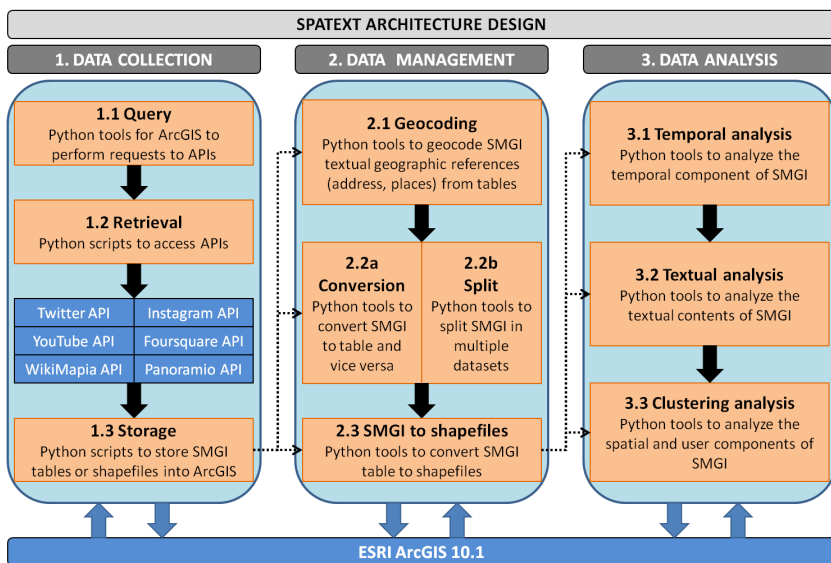 SPATEXT ARCHITECTURE DESIGN
1. DATA COLLECTION
1.1 Query
Python tools for ArcGIS to
perform requests to APIs
1.2 Retrieval
Python scripts to access APIs
Twitter API
Instagram API
YouTube API
Foursquare API
WikiMapia API
Panoramio API
1.3 Storage
Python scripts to store SMGI
tables or shapefiles into ArcGIS
2. DATA MANAGEMENT
2.1 Geocoding
Python tools to geocode SMGI
textual geographic references
(address, places) from tables
2.2a
Conversion
Python tools to
convert SMGI
to table and
vice versa
2.2b
Split
Python tools to
split SMGI in
multiple
datasets
2.3 SMGI to shapefiles
Python tools to convert SMGI
table to shapefiles
3. DATA ANALYSIS
3.1 Temporal analysis
Python tools to analyze the
temporal component of SMGI
3.2 Textual analysis
Python tools to analyze the
textual contents of SMGI
3.3 Clustering analysis
Python tools to analyze the
spatial and user components of
SMGI
ESRI ArcGIS 10.1